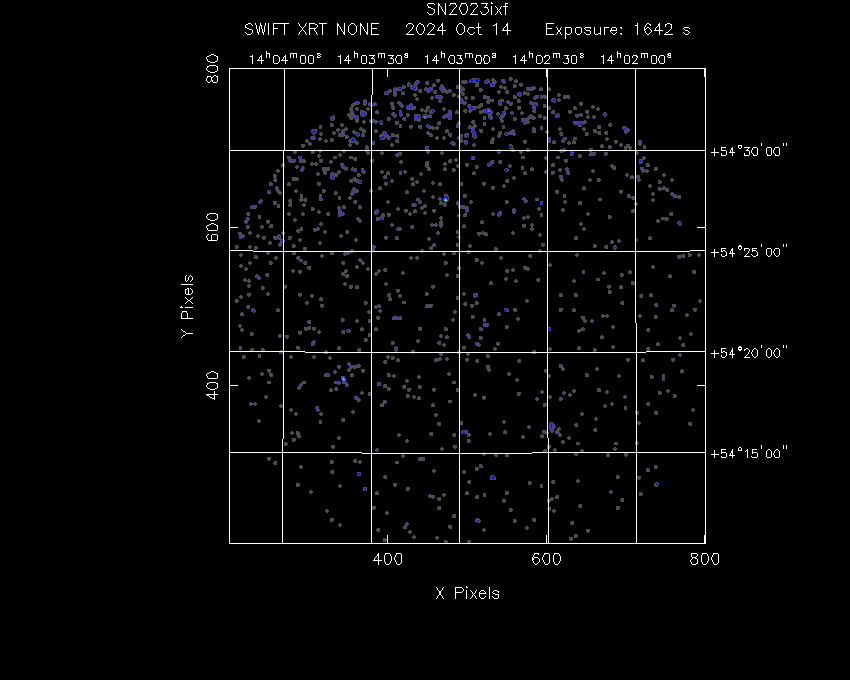 SN2023ixf
SWIFT XRT NONE 2024 Oct 14 Exposure: 1642 s
14ʰ04ᵐ00ˢ 14ʰ03ᵐ30ˢ 14ʰ03ᵐ00ˢ 14ʰ02ᵐ30ˢ 14ʰ02ᵐ00ˢ
800
+54°30'00"
600
+54°25'00"
Y Pixels
+54°20'00"
400
+54°15'00"
400 600 800
X Pixels